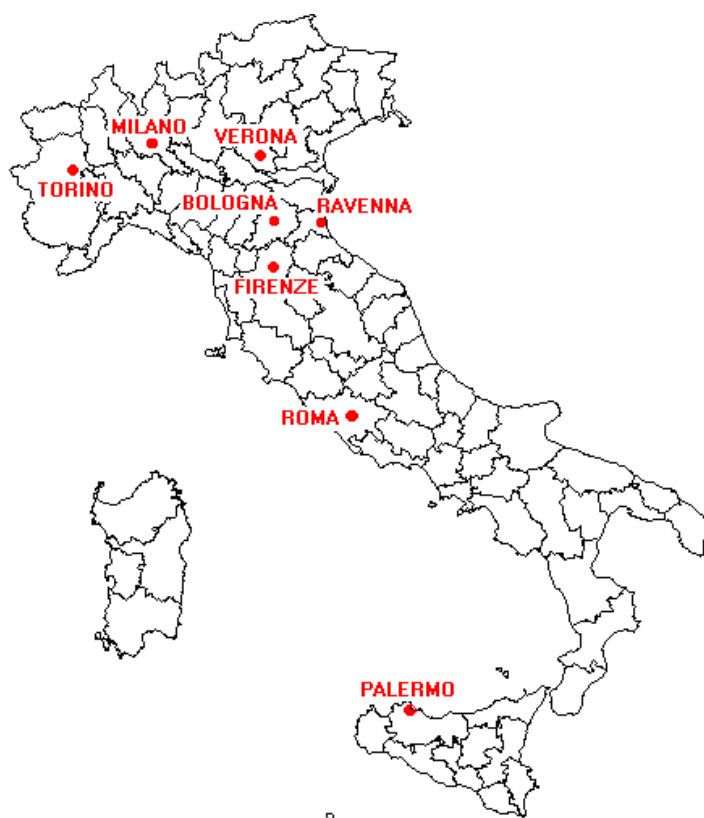 MILANO
VERONA
TORINO
BOLOGNA
RAVENNA
FIRENZE
ROMA
PALERMO